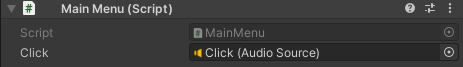 Main Menu (Script)
Script MainMenu
Click Click (Audio Source)